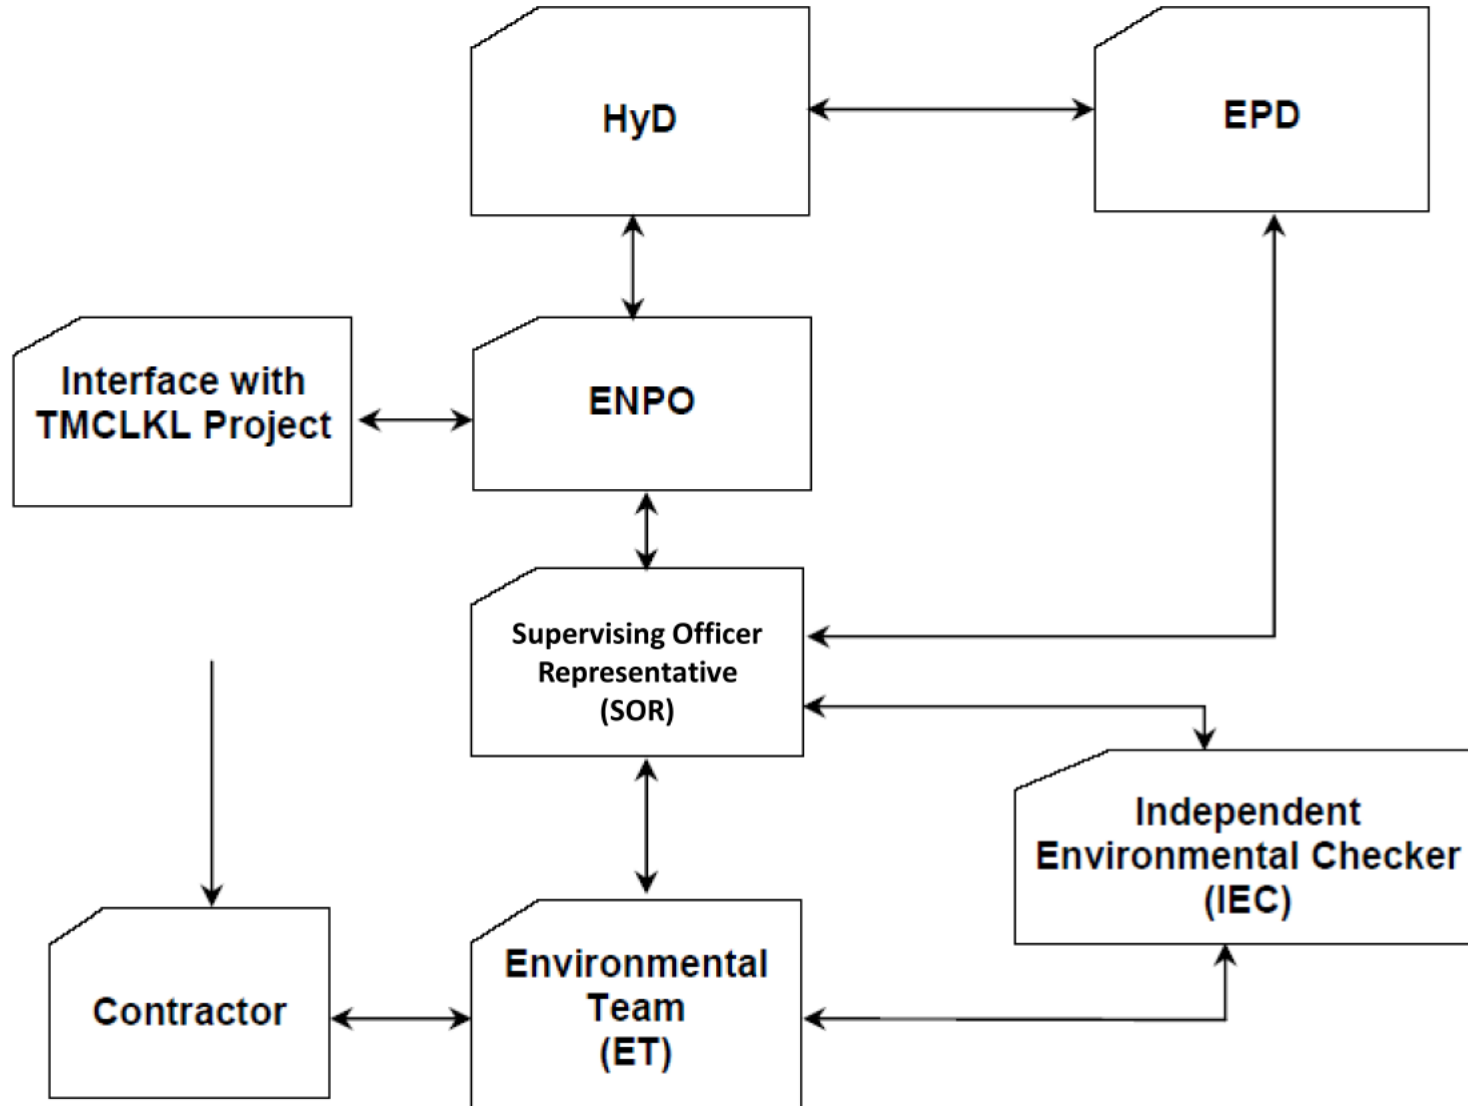 HyD
EPD
Interface with
TMCLKL Project
ENPO
Supervising Officer
Representative
(SOR)
Independent
Environmental Checker
(IEC)
Contractor
Environmental
Team
(ET)